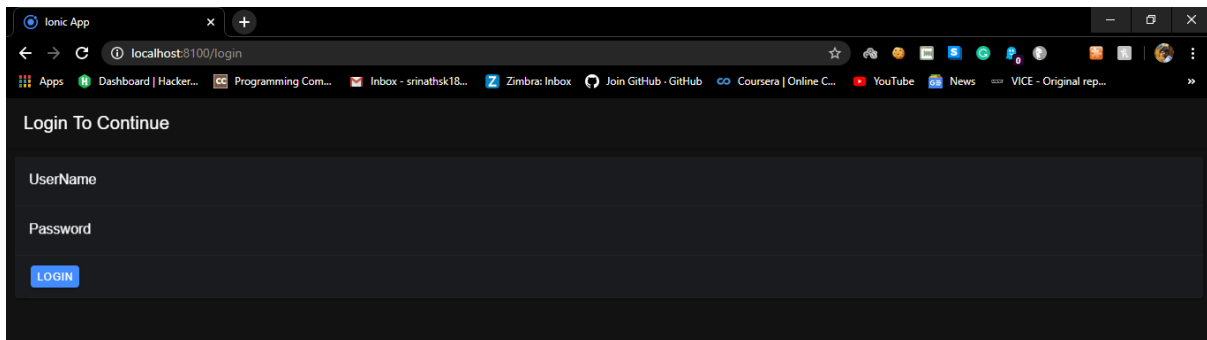 Ionic App
localhost:8100/login
Apps Dashboard | Hacker... Programming Com... Inbox - srinathsk18... Zimbra: Inbox Join GitHub · GitHub Coursera | Online C... YouTube News VICE - Original rep... »
Login To Continue
UserName
Password
LOGIN